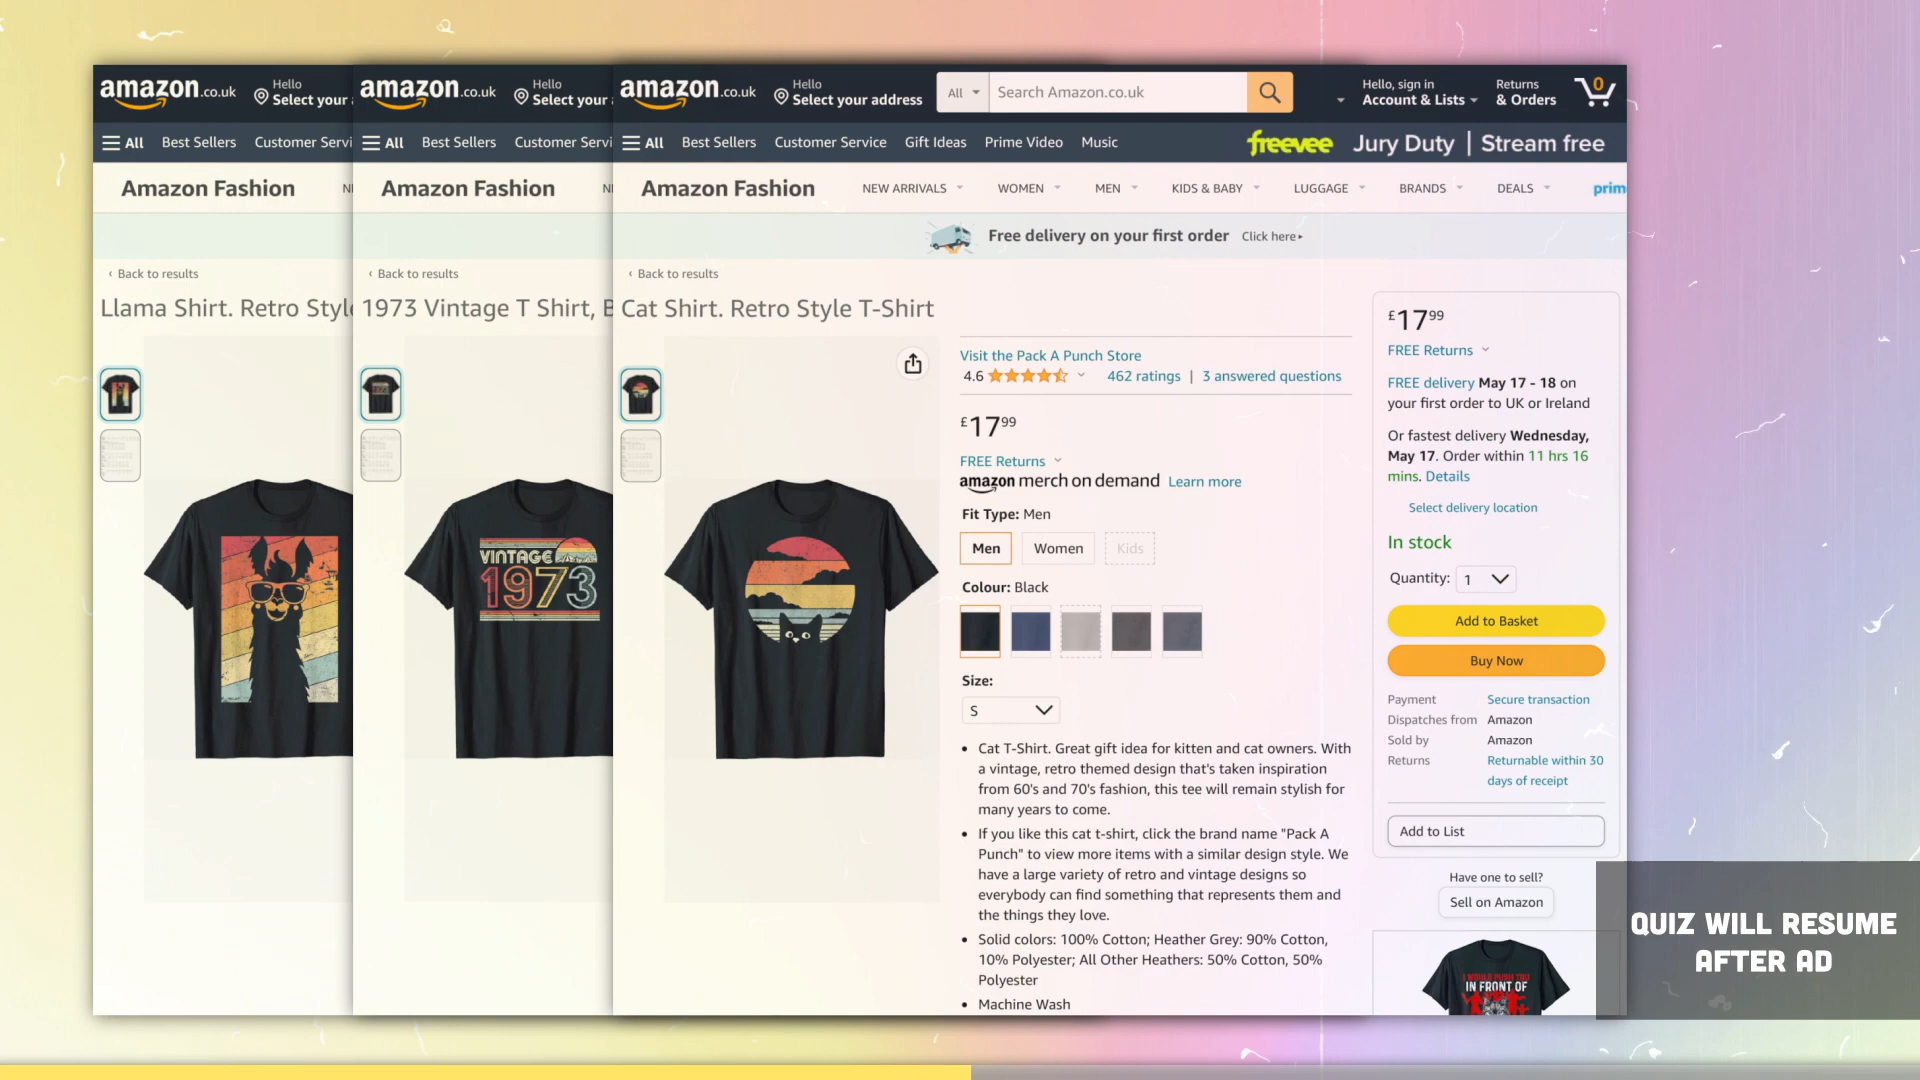 amazon.co.uk
Hello
Select your
All
Best Sellers
Customer Servi
Amazon Fashion
‹ Back to results
Llama Shirt. Retro Style
amazon.co.uk
Hello
Select your
All
Best Sellers
Customer Servi
Amazon Fashion
‹ Back to results
1973 Vintage T Shirt, B
VINTAGE
1973
amazon.co.uk
Hello
Select your address
All
Search Amazon.co.uk
Hello, sign in
Account & Lists
Returns
& Orders
0
All
Best Sellers
Customer Service
Gift Ideas
Prime Video
Music
freevee
Jury Duty | Stream free
Amazon Fashion
NEW ARRIVALS
WOMEN
MEN
KIDS & BABY
LUGGAGE
BRANDS
DEALS
prim
Free delivery on your first order
Click here
‹ Back to results
Cat Shirt. Retro Style T-Shirt
Visit the Pack A Punch Store
4.6
462 ratings | 3 answered questions
£17 99
FREE Returns
amazon merch on demand Learn more
Fit Type: Men
Men
Women
Kids
Colour: Black
Size:
S
• Cat T-Shirt. Great gift idea for kitten and cat owners. With
a vintage, retro themed design that's taken inspiration
from 60's and 70's fashion, this tee will remain stylish for
many years to come.
• If you like this cat t-shirt, click the brand name "Pack A
Punch" to view more items with a similar design style. We
have a large variety of retro and vintage designs so
everybody can find something that represents them and
the things they love.
• Solid colors: 100% Cotton; Heather Grey: 90% Cotton,
10% Polyester; All Other Heathers: 50% Cotton, 50%
Polyester
• Machine Wash
£17 99
FREE Returns
FREE delivery May 17 - 18 on
your first order to UK or Ireland
Or fastest delivery Wednesday,
May 17. Order within 11 hrs 16
mins. Details
Select delivery location
In stock
Quantity: 1
Add to Basket
Buy Now
Payment Secure transaction
Dispatches from Amazon
Sold by Amazon
Returns Returnable within 30
days of receipt
Add to List
Have one to sell?
Sell on Amazon
I WOULD PUSH YOU
IN FRONT OF
QUIZ WILL RESUME
AFTER AD